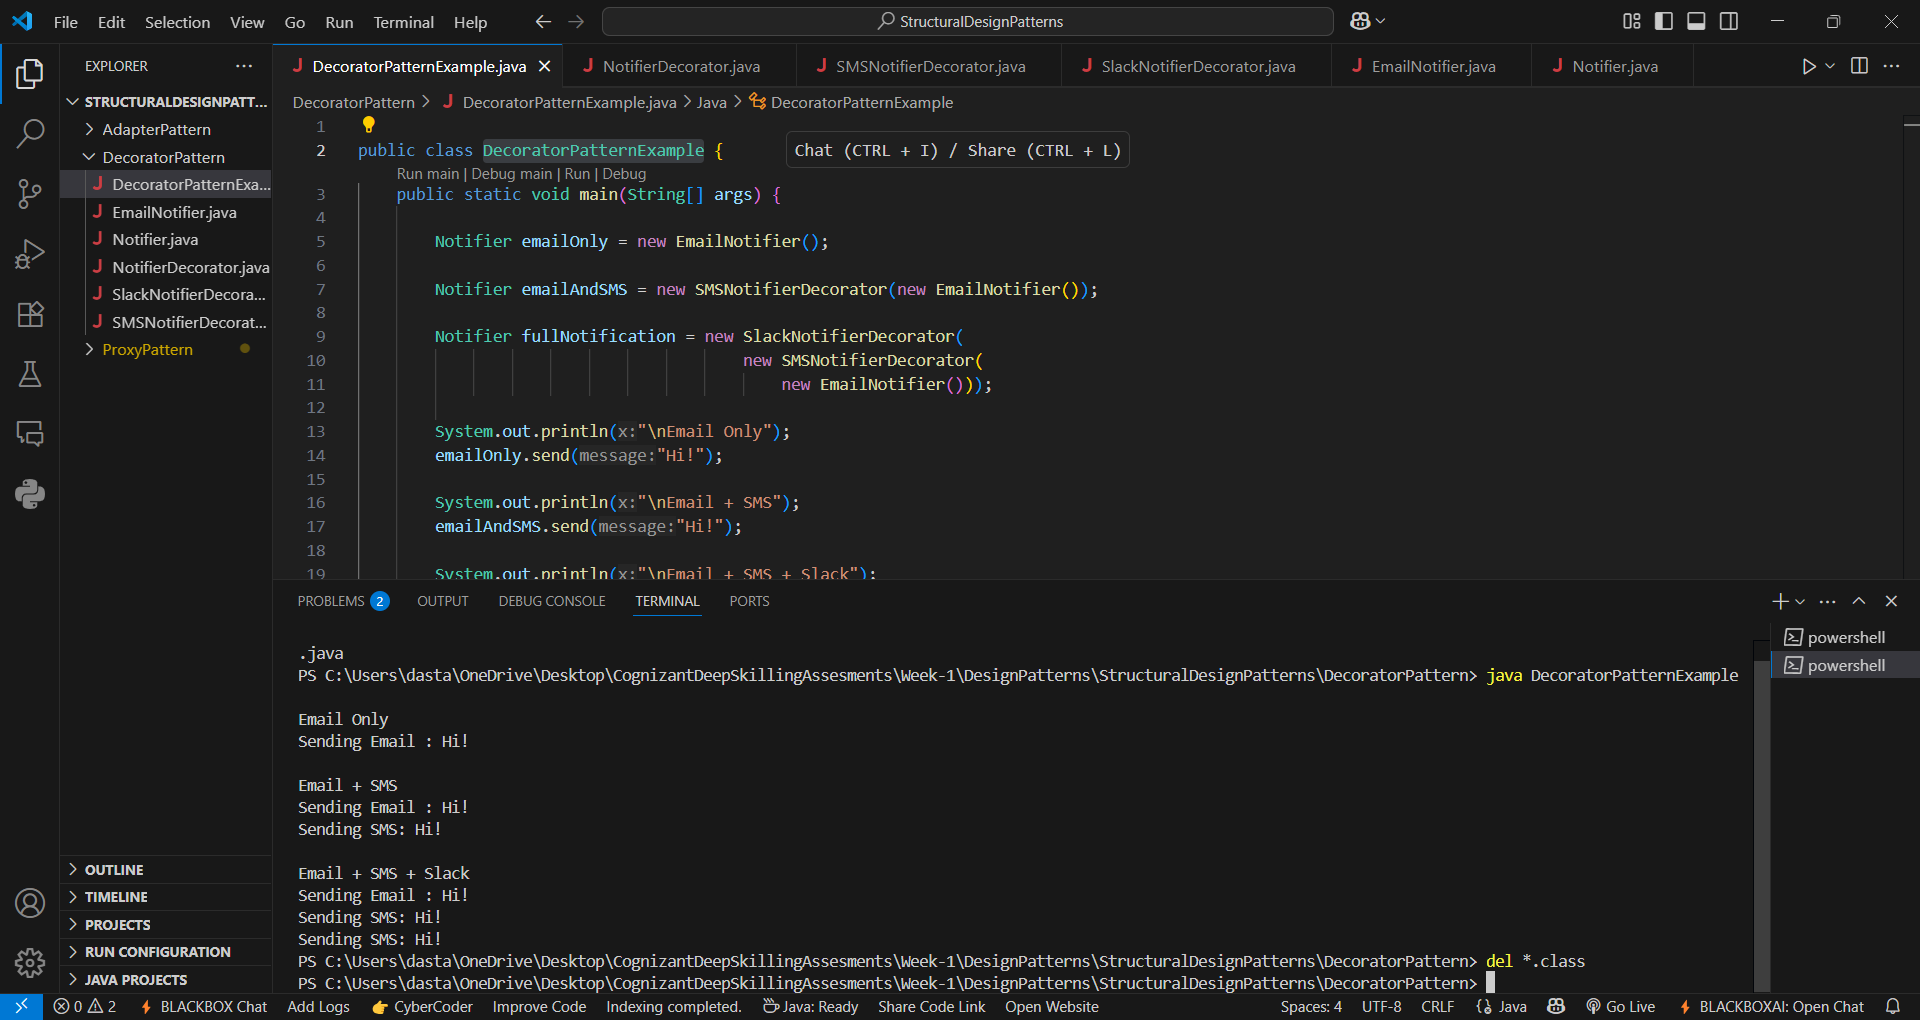 File Edit Selection View Go Run Terminal Help
StructuralDesignPatterns
EXPLORER
STRUCTURALDESIGNPATT...
AdapterPattern
DecoratorPattern
DecoratorPatternExa...
EmailNotifier.java
Notifier.java
NotifierDecorator.java
SlackNotifierDecora...
SMSNotifierDecorat...
ProxyPattern
OUTLINE
TIMELINE
PROJECTS
RUN CONFIGURATION
JAVA PROJECTS
J DecoratorPatternExample.java J NotifierDecorator.java J SMSNotifierDecorator.java J SlackNotifierDecorator.java J EmailNotifier.java J Notifier.java
DecoratorPattern > J DecoratorPatternExample.java > Java > DecoratorPatternExample
1
2 public class DecoratorPatternExample { Chat (CTRL + I) / Share (CTRL + L)
Run main | Debug main | Run | Debug
3 public static void main(String[] args) {
4
5 Notifier emailOnly = new EmailNotifier();
6
7 Notifier emailAndSMS = new SMSNotifierDecorator(new EmailNotifier());
8
9 Notifier fullNotification = new SlackNotifierDecorator(
10 new SMSNotifierDecorator(
11 new EmailNotifier()));
12
13 System.out.println(x:"\nEmail Only");
14 emailOnly.send(message:"Hi!");
15
16 System.out.println(x:"\nEmail + SMS");
17 emailAndSMS.send(message:"Hi!");
18
19 System.out.println(x:"\nEmail + SMS + Slack");
PROBLEMS 2 OUTPUT DEBUG CONSOLE TERMINAL PORTS
powershell
powershell
.java
PS C:\Users\dasta\OneDrive\Desktop\CognizantDeepSkillingAssesments\Week-1\DesignPatterns\StructuralDesignPatterns\DecoratorPattern> java DecoratorPatternExample
Email Only
Sending Email : Hi!
Email + SMS
Sending Email : Hi!
Sending SMS: Hi!
Email + SMS + Slack
Sending Email : Hi!
Sending SMS: Hi!
Sending SMS: Hi!
PS C:\Users\dasta\OneDrive\Desktop\CognizantDeepSkillingAssesments\Week-1\DesignPatterns\StructuralDesignPatterns\DecoratorPattern> del *.class
PS C:\Users\dasta\OneDrive\Desktop\CognizantDeepSkillingAssesments\Week-1\DesignPatterns\StructuralDesignPatterns\DecoratorPattern>
0 2 BLACKBOX Chat Add Logs CyberCoder Improve Code Indexing completed. Java: Ready Share Code Link Open Website Spaces: 4 UTF-8 CRLF {} Java Go Live BLACKBOXAI: Open Chat